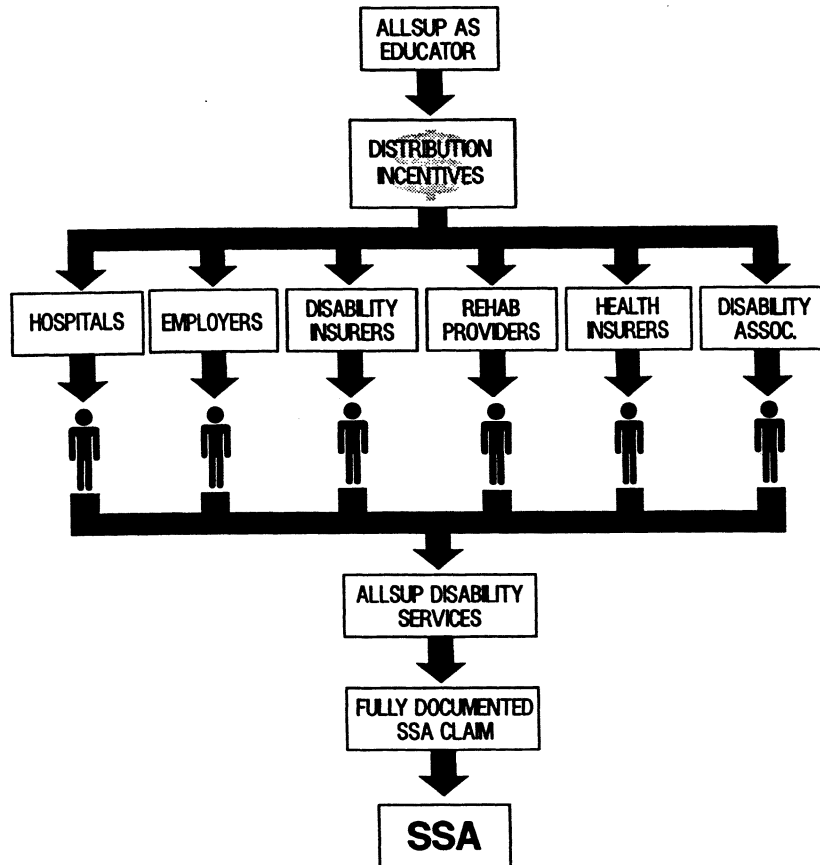 ALLSUP AS
EDUCATOR
DISTRIBUTION
INCENTIVES
HOSPITALS
EMPLOYERS
DISABILITY
INSURERS
REHAB
PROVIDERS
HEALTH
INSURERS
DISABILITY
ASSOC.
ALLSUP DISABILITY
SERVICES
FULLY DOCUMENTED
SSA CLAIM
SSA